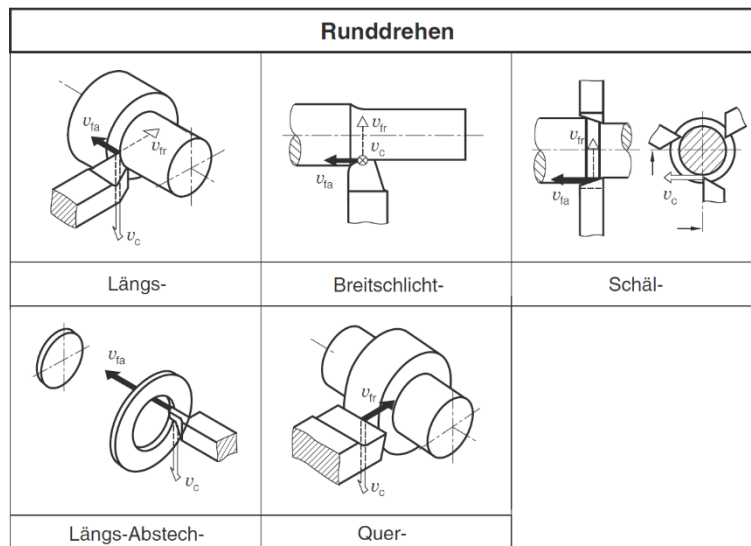 Runddrehen
v_fa
v_fr
v_c
Längs-
v_fr
v_c
v_fa
Breitschlicht-
v_fr
v_fa
v_c
Schäl-
v_fa
v_c
Längs-Abstech-
v_fr
v_c
Quer-